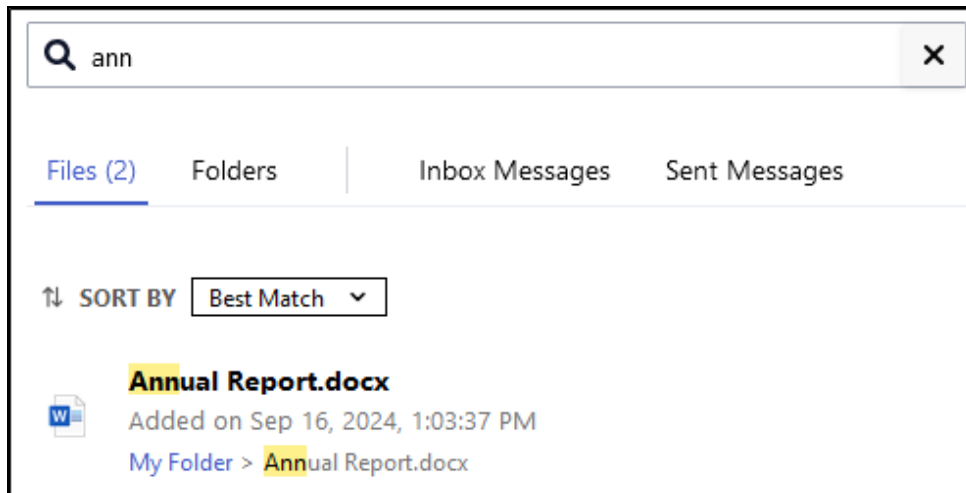 ann
Files (2) Folders Inbox Messages Sent Messages
SORT BY Best Match
Annual Report.docx
W
Added on Sep 16, 2024, 1:03:37 PM
My Folder > Annual Report.docx